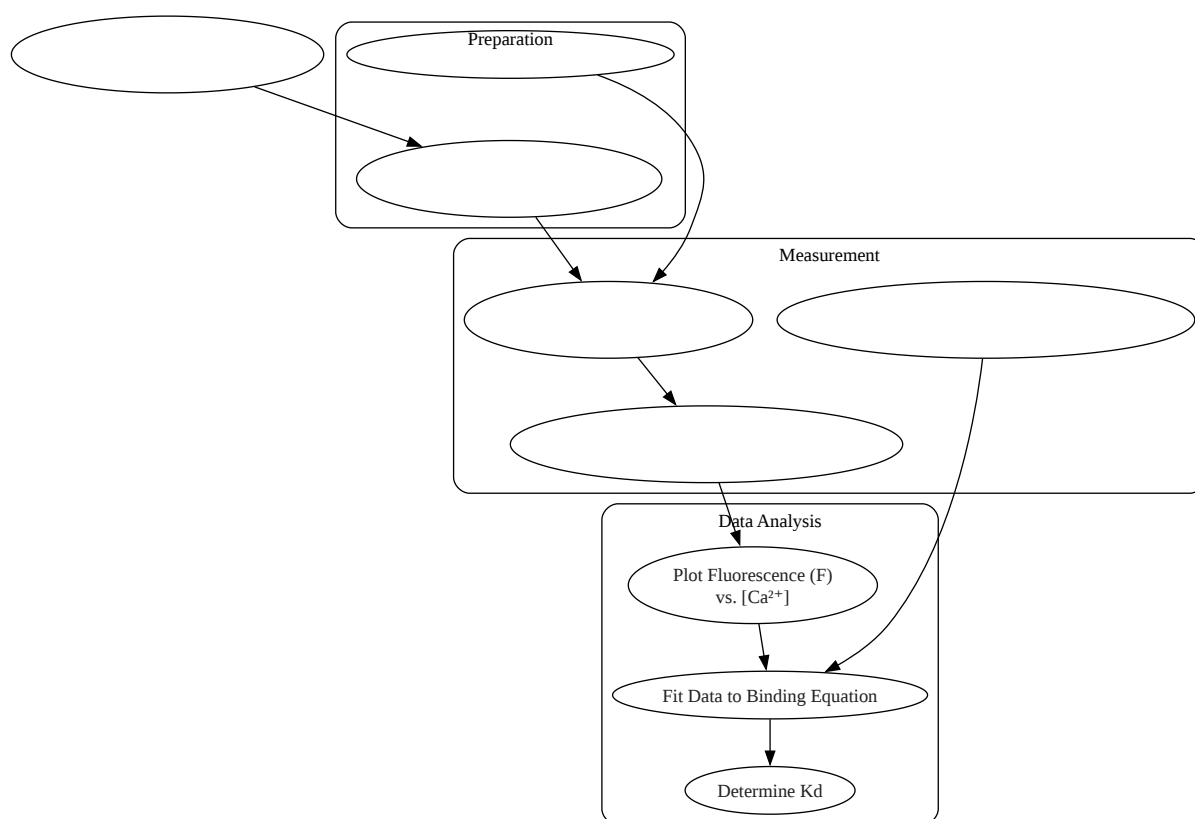 Preparation
Measurement
Data Analysis
Plot Fluorescence (F)
vs. [Ca²⁺]
Fit Data to Binding Equation
Determine Kd